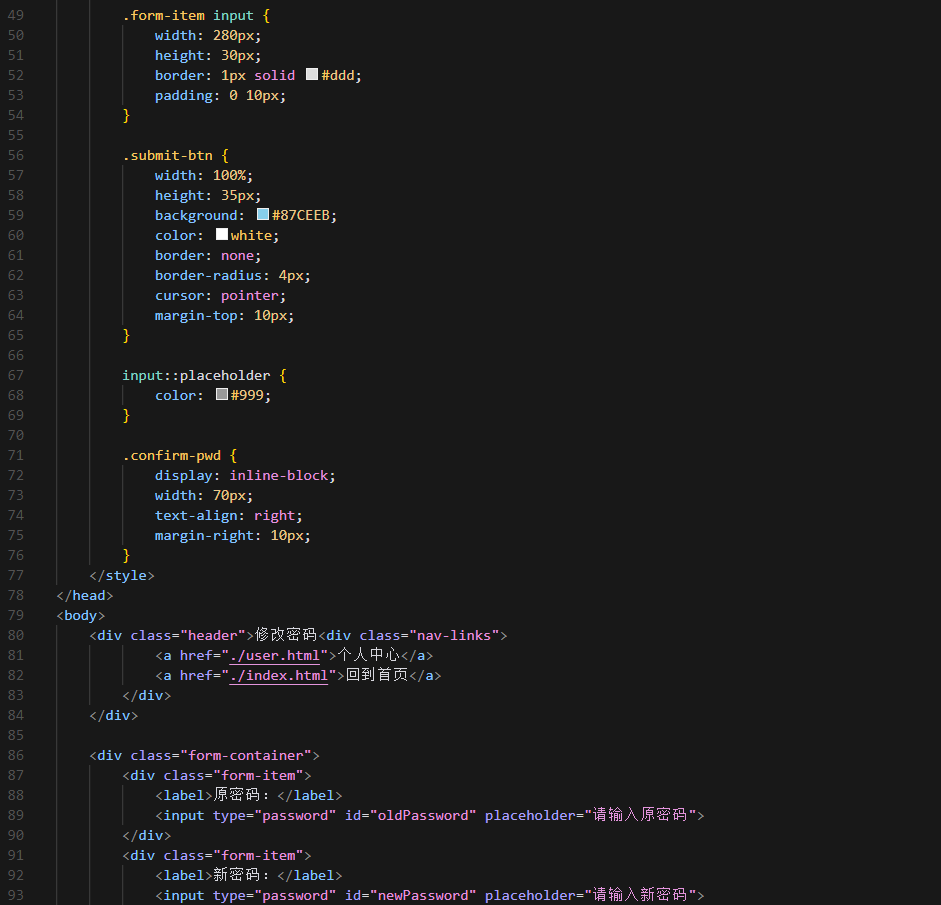 49 .form-item input {
50 width: 280px;
51 height: 30px;
52 border: 1px solid #ddd;
53 padding: 0 10px;
54 }
55
56 .submit-btn {
57 width: 100%;
58 height: 35px;
59 background: #87CEEB;
60 color: white;
61 border: none;
62 border-radius: 4px;
63 cursor: pointer;
64 margin-top: 10px;
65 }
66
67 input::placeholder {
68 color: #999;
69 }
70
71 .confirm-pwd {
72 display: inline-block;
73 width: 70px;
74 text-align: right;
75 margin-right: 10px;
76 }
77 </style>
78 </head>
79 <body>
80 <div class="header">修改密码<div class="nav-links">
81 <a href="./user.html">个人中心</a>
82 <a href="./index.html">回到首页</a>
83 </div>
84 </div>
85
86 <div class="form-container">
87 <div class="form-item">
88 <label>原密码：</label>
89 <input type="password" id="oldPassword" placeholder="请输入原密码">
90 </div>
91 <div class="form-item">
92 <label>新密码：</label>
93 <input type="password" id="newPassword" placeholder="请输入新密码">